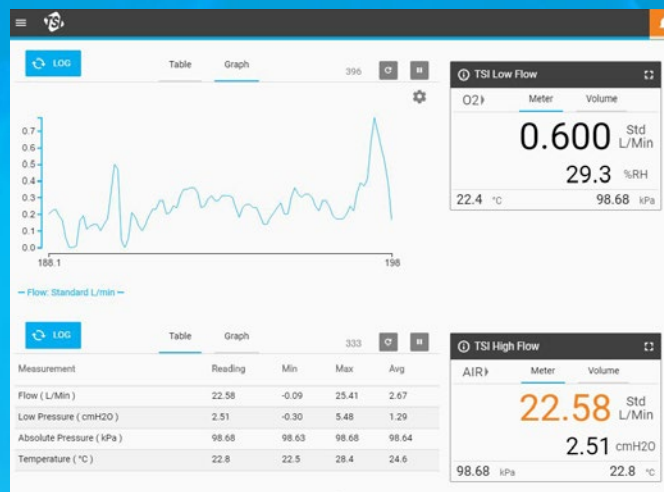 TSI
LOG
Table Graph 396
0.7
0.6
0.5
0.4
0.3
0.2
0.1
0.0
188.1 198
Flow: Standard L/min
TSI Low Flow
O2
Meter Volume
0.600 Std L/Min
29.3 %RH
22.4 °C 98.68 kPa
LOG
Table Graph 333
Measurement Reading Min Max Avg
Flow ( L/Min ) 22.58 -0.09 25.41 2.67
Low Pressure ( cmH2O ) 2.51 -0.30 5.48 1.29
Absolute Pressure ( kPa ) 98.68 98.63 98.68 98.64
Temperature ( °C ) 22.8 22.5 28.4 24.6
TSI High Flow
AIR
Meter Volume
22.58 Std L/Min
2.51 cmH2O
98.68 kPa 22.8 °C